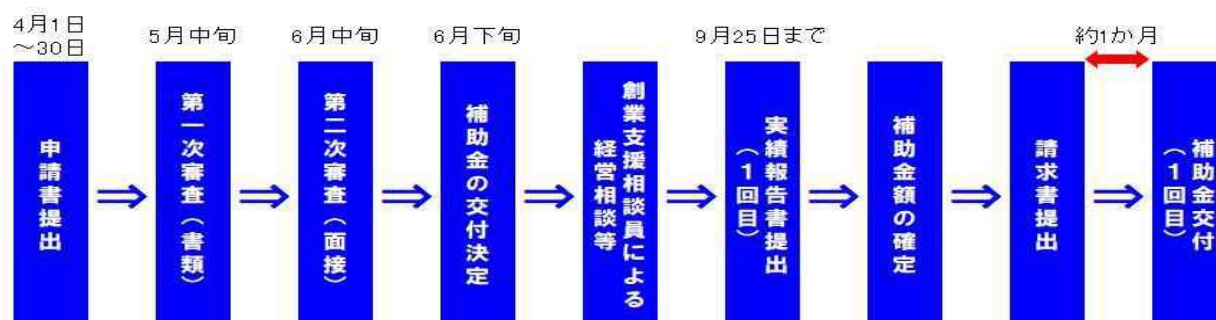 4月1日
～30日
5月中旬
6月中旬
6月下旬
9月25日まで
約1か月
申請書提出
第一次審査（書類）
第二次審査（面接）
補助金の交付決定
創業支援相談員による
経営相談等
実績報告書提出
（1回目）
補助金額の確定
請求書提出
補助金交付
（1回目）